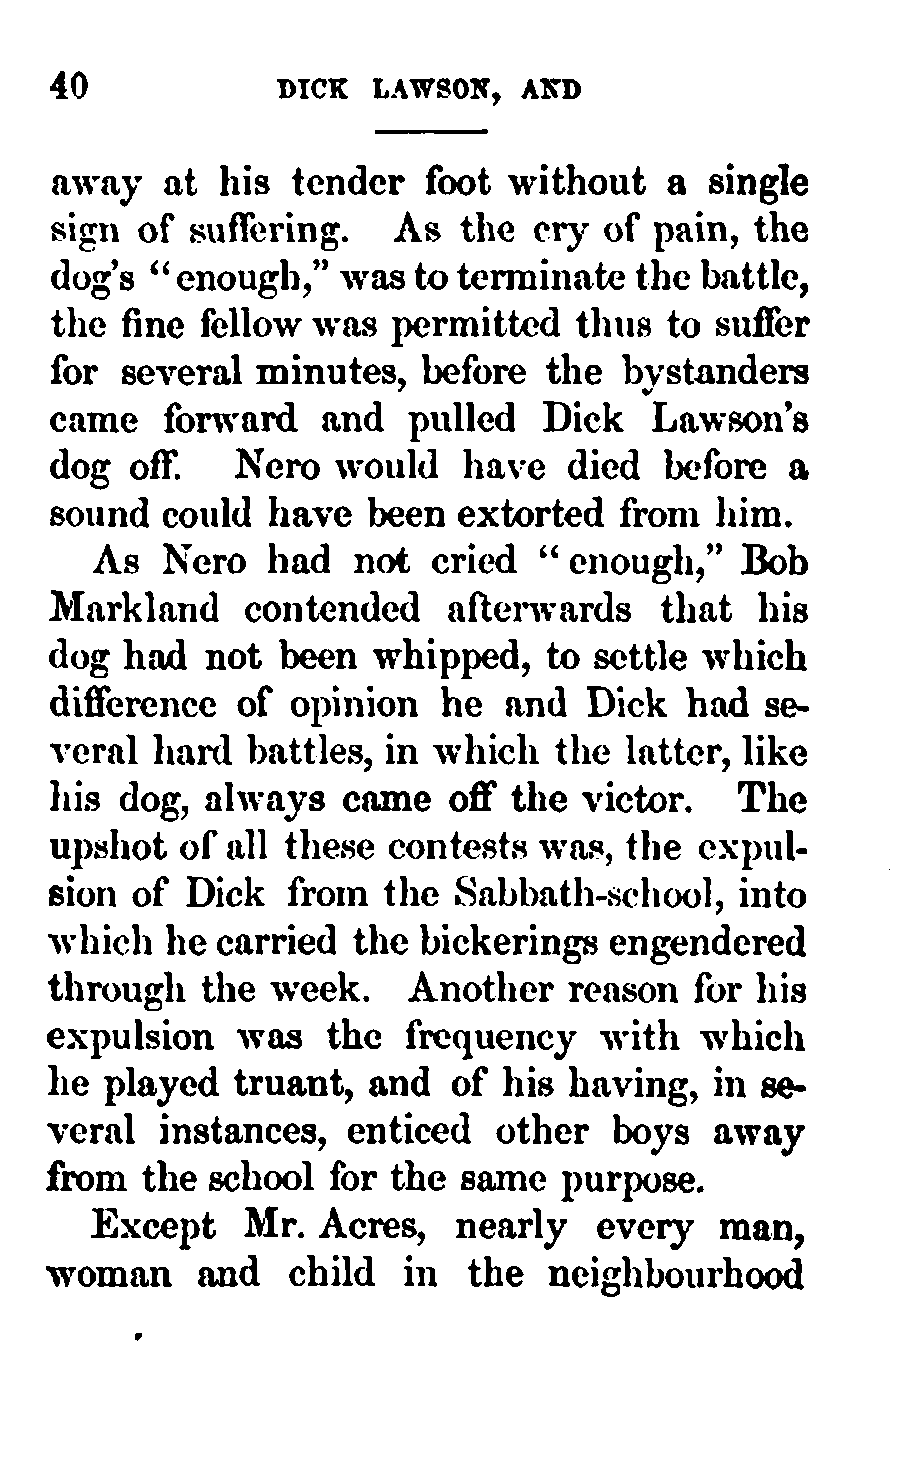 40 DICK LAWSON, AND
away at his tender foot without a single
sign of suffering. As the cry of pain, the
dog's "enough," was to terminate the battle,
the fine fellow was permitted thus to suffer
for several minutes, before the bystanders
came forward and pulled Dick Lawson's
dog off. Nero would have died before a
sound could have been extorted from him.
As Nero had not cried "enough," Bob
Markland contended afterwards that his
dog had not been whipped, to settle which
difference of opinion he and Dick had se-
veral hard battles, in which the latter, like
his dog, always came off the victor. The
upshot of all these contests was, the expul-
sion of Dick from the Sabbath-school, into
which he carried the bickerings engendered
through the week. Another reason for his
expulsion was the frequency with which
he played truant, and of his having, in se-
veral instances, enticed other boys away
from the school for the same purpose.
Except Mr. Acres, nearly every man,
woman and child in the neighbourhood